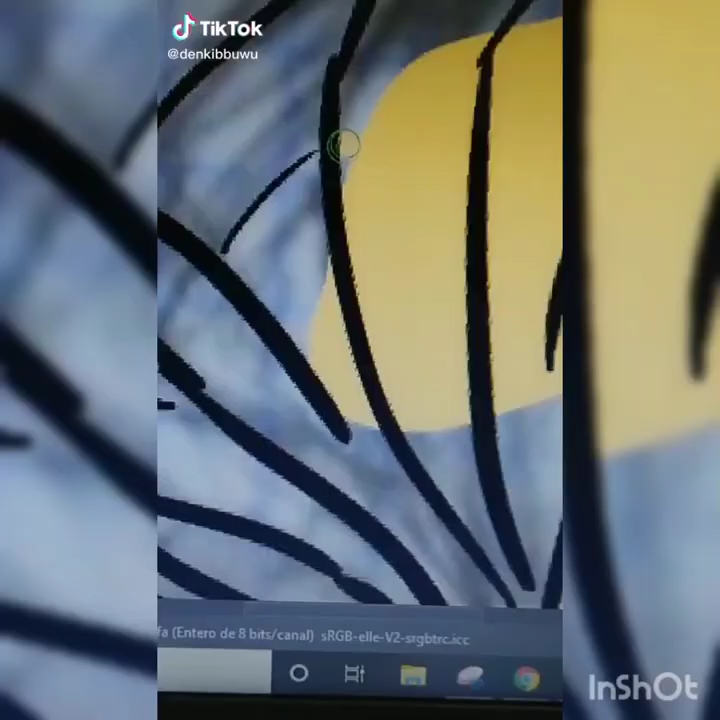 TikTok
@denkibbuwu
fa (Entero de 8 bits/canal) sRGB-elle-V2-srgbtrc.icc
InShOt